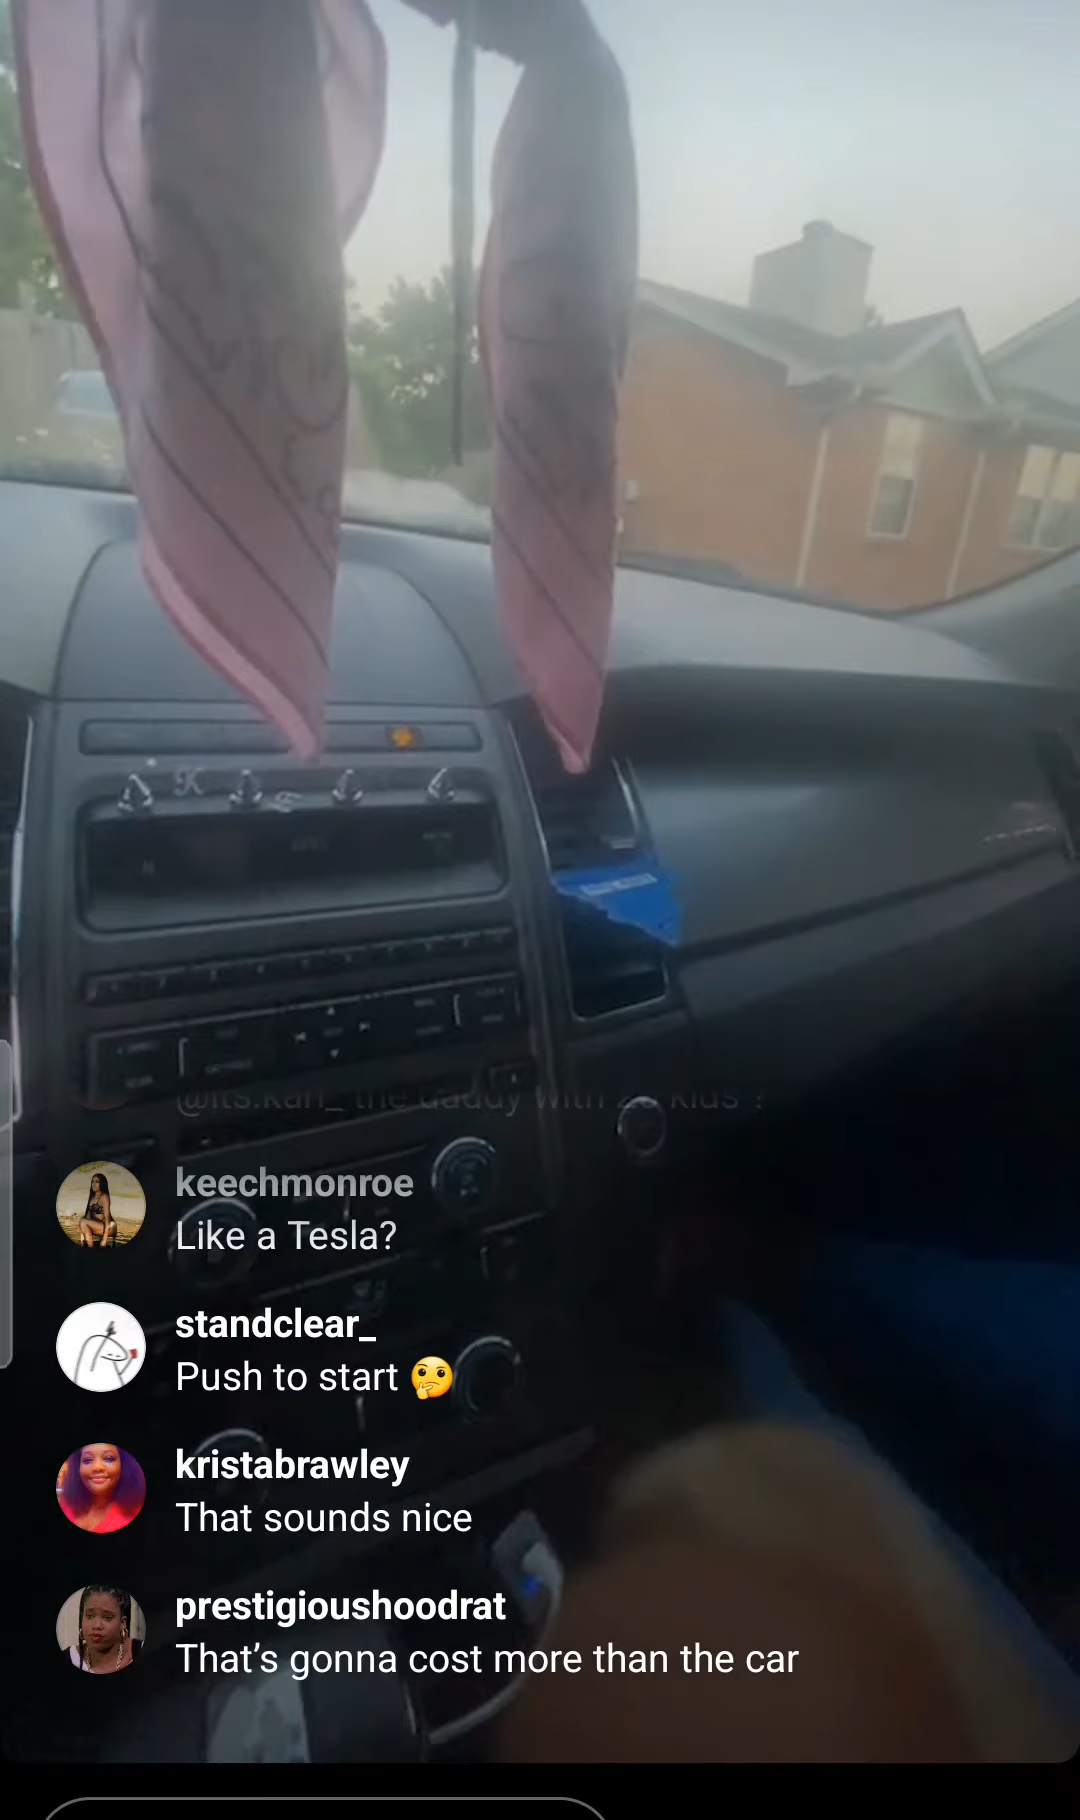 keechmonroe
Like a Tesla?
standclear_
Push to start 🤔
kristabrawley
That sounds nice
prestigioushoodrat
That’s gonna cost more than the car